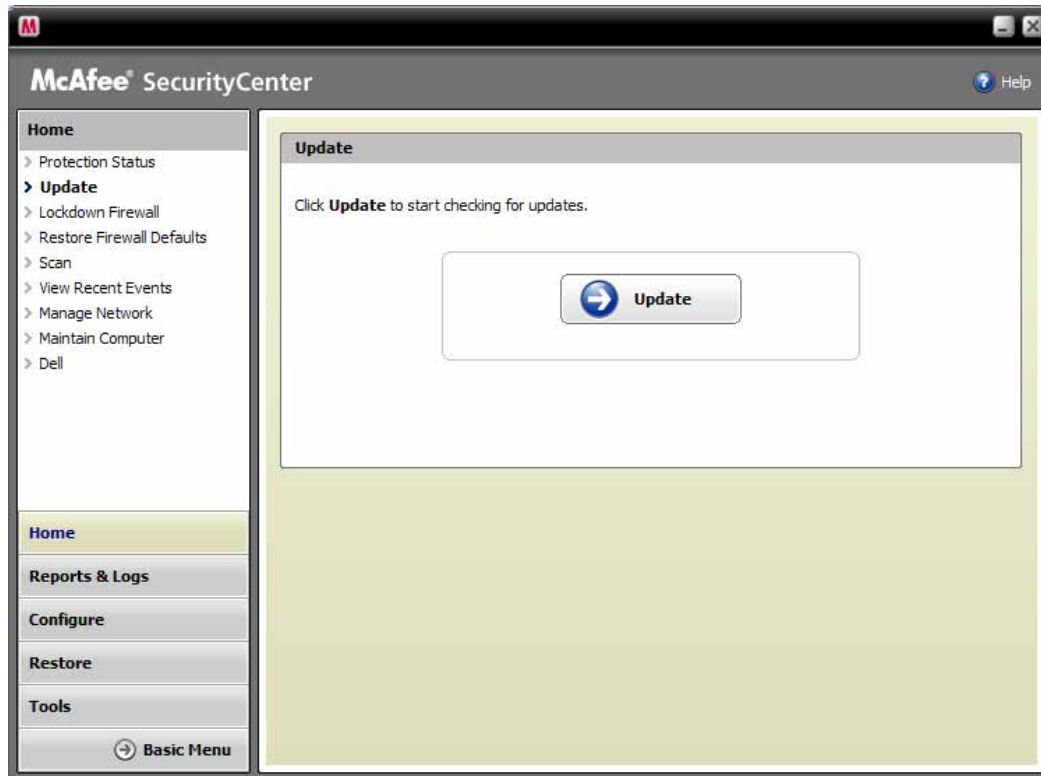 McAfee® SecurityCenter
Help
Home
Protection Status
Update
Lockdown Firewall
Restore Firewall Defaults
Scan
View Recent Events
Manage Network
Maintain Computer
Dell
Home
Reports & Logs
Configure
Restore
Tools
Basic Menu
Update
Click Update to start checking for updates.
Update